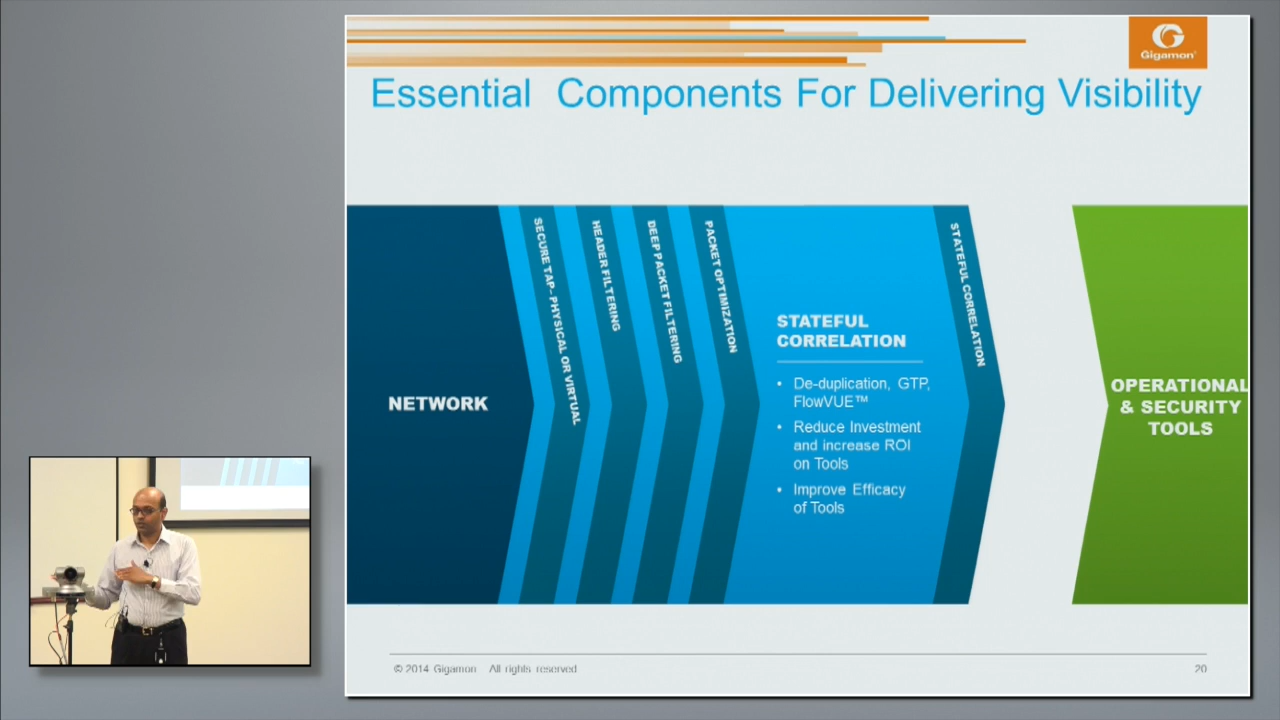 Gigamon®
Essential Components For Delivering Visibility
NETWORK
SECURE TAP - PHYSICAL OR VIRTUAL
HEADER FILTERING
DEEP PACKET FILTERING
PACKET OPTIMIZATION
STATEFUL
CORRELATION
• De-duplication, GTP,
FlowVUE™
• Reduce Investment
and increase ROI
on Tools
• Improve Efficacy
of Tools
STATEFUL CORRELATION
OPERATIONAL
& SECURITY
TOOLS
© 2014 Gigamon All rights reserved
20